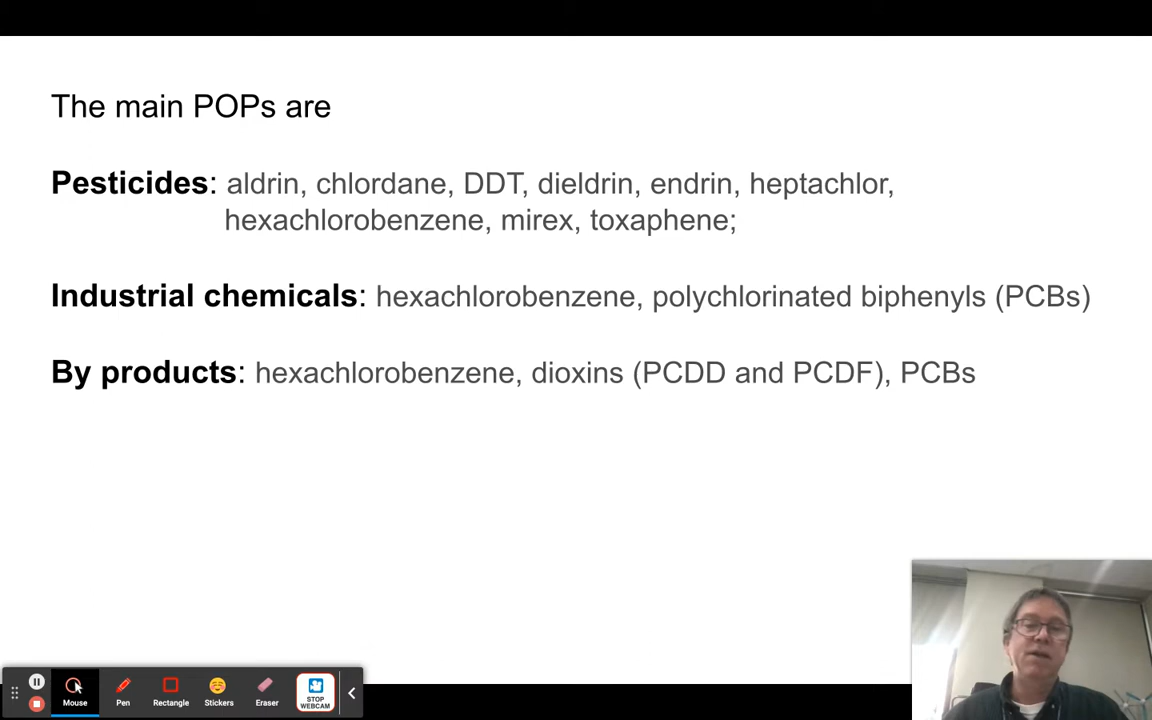 The main POPs are
Pesticides: aldrin, chlordane, DDT, dieldrin, endrin, heptachlor,
hexachlorobenzene, mirex, toxaphene;
Industrial chemicals: hexachlorobenzene, polychlorinated biphenyls (PCBs)
By products: hexachlorobenzene, dioxins (PCDD and PCDF), PCBs
Mouse
Pen
Rectangle
Stickers
Eraser
STOP
WEBCAM